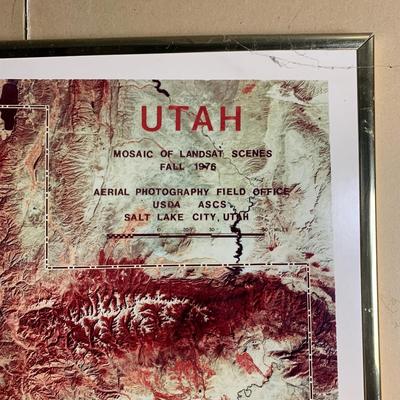 UTAH
MOSAIC OF LANDSAT SCENES
FALL 1976
AERIAL PHOTOGRAPHY FIELD OFFICE
USDA ASCS
SALT LAKE CITY, UTAH